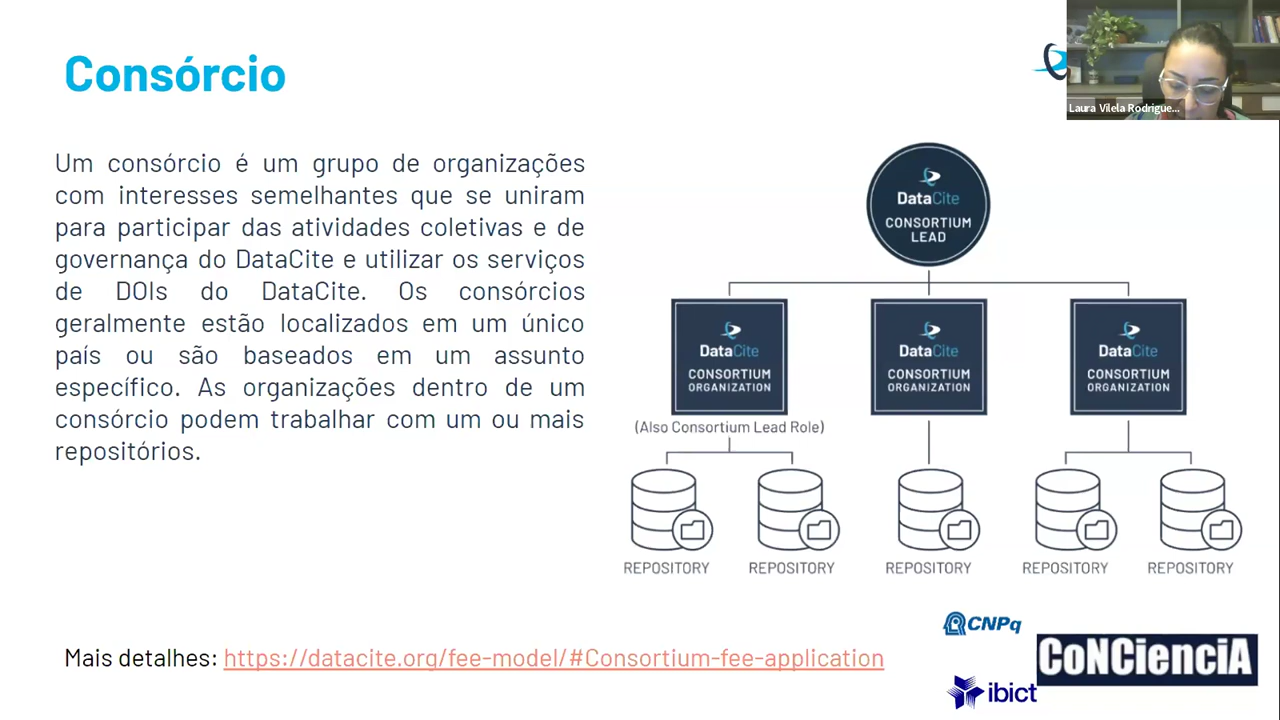 Consórcio
Laura Vilela Rodrigue...
Um consórcio é um grupo de organizações
com interesses semelhantes que se uniram
para participar das atividades coletivas e de
governança do DataCite e utilizar os serviços
de DOIs do DataCite. Os consórcios
geralmente estão localizados em um único
país ou são baseados em um assunto
específico. As organizações dentro de um
consórcio podem trabalhar com um ou mais
repositórios.
DataCite
CONSORTIUM
LEAD
DataCite
CONSORTIUM
ORGANIZATION
DataCite
CONSORTIUM
ORGANIZATION
DataCite
CONSORTIUM
ORGANIZATION
(Also Consortium Lead Role)
REPOSITORY
REPOSITORY
REPOSITORY
REPOSITORY
REPOSITORY
Mais detalhes: https://datacite.org/fee-model/#Consortium-fee-application
CNPq
CoNCienciA
ibict